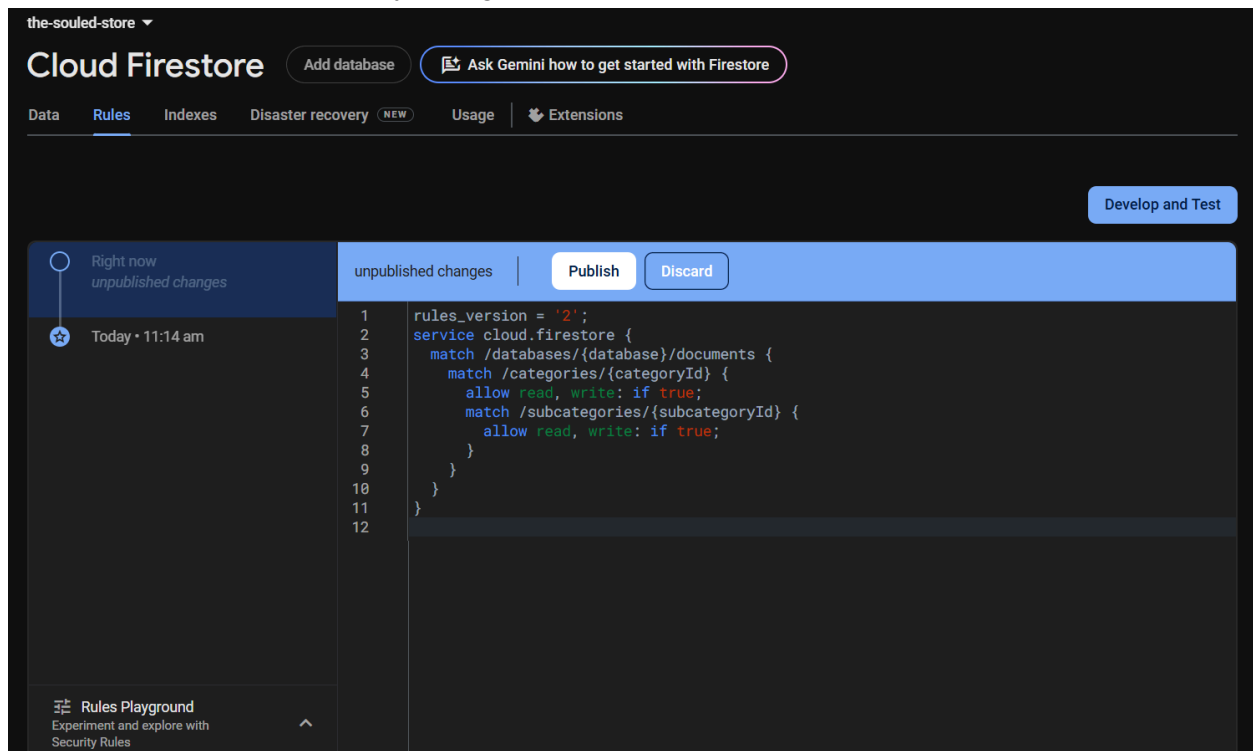 the-souled-store
Cloud Firestore Add database Ask Gemini how to get started with Firestore
Data Rules Indexes Disaster recovery NEW Usage Extensions
Develop and Test
Right now
unpublished changes
Today • 11:14 am
unpublished changes Publish Discard
1 rules_version = '2';
2 service cloud.firestore {
3 match /databases/{database}/documents {
4 match /categories/{categoryId} {
5 allow read, write: if true;
6 match /subcategories/{subcategoryId} {
7 allow read, write: if true;
8 }
9 }
10 }
11 }
12
Rules Playground
Experiment and explore with
Security Rules